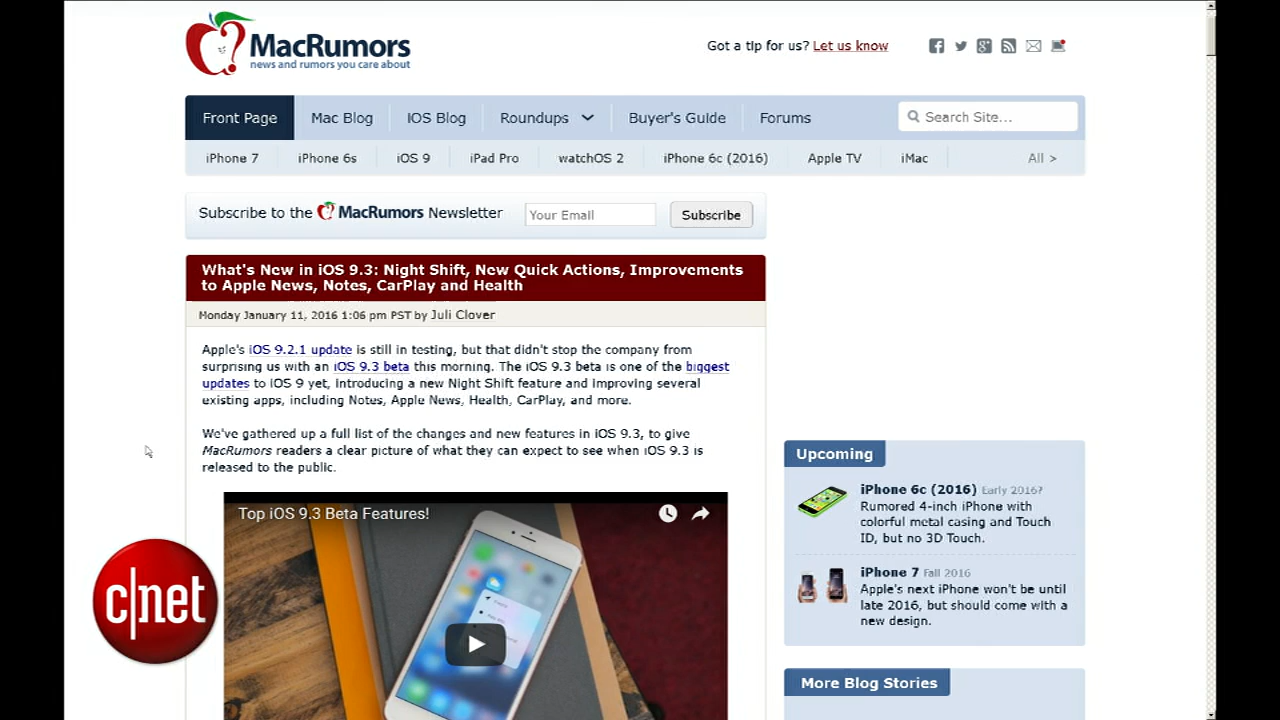 MacRumors
news and rumors you care about
Got a tip for us? Let us know
Front Page Mac Blog iOS Blog Roundups Buyer's Guide Forums Search Site...
iPhone 7 iPhone 6s iOS 9 iPad Pro watchOS 2 iPhone 6c (2016) Apple TV iMac All >
Subscribe to the MacRumors Newsletter Your Email Subscribe
What's New in iOS 9.3: Night Shift, New Quick Actions, Improvements
to Apple News, Notes, CarPlay and Health
Monday January 11, 2016 1:06 pm PST by Juli Clover
Apple's iOS 9.2.1 update is still in testing, but that didn't stop the company from
surprising us with an iOS 9.3 beta this morning. The iOS 9.3 beta is one of the biggest
updates to iOS 9 yet, introducing a new Night Shift feature and improving several
existing apps, including Notes, Apple News, Health, CarPlay, and more.
We've gathered up a full list of the changes and new features in iOS 9.3, to give
MacRumors readers a clear picture of what they can expect to see when iOS 9.3 is
released to the public.
Top iOS 9.3 Beta Features!
c|net
Upcoming
iPhone 6c (2016) Early 2016?
Rumored 4-inch iPhone with
colorful metal casing and Touch
ID, but no 3D Touch.
iPhone 7 Fall 2016
Apple's next iPhone won't be until
late 2016, but should come with a
new design.
More Blog Stories